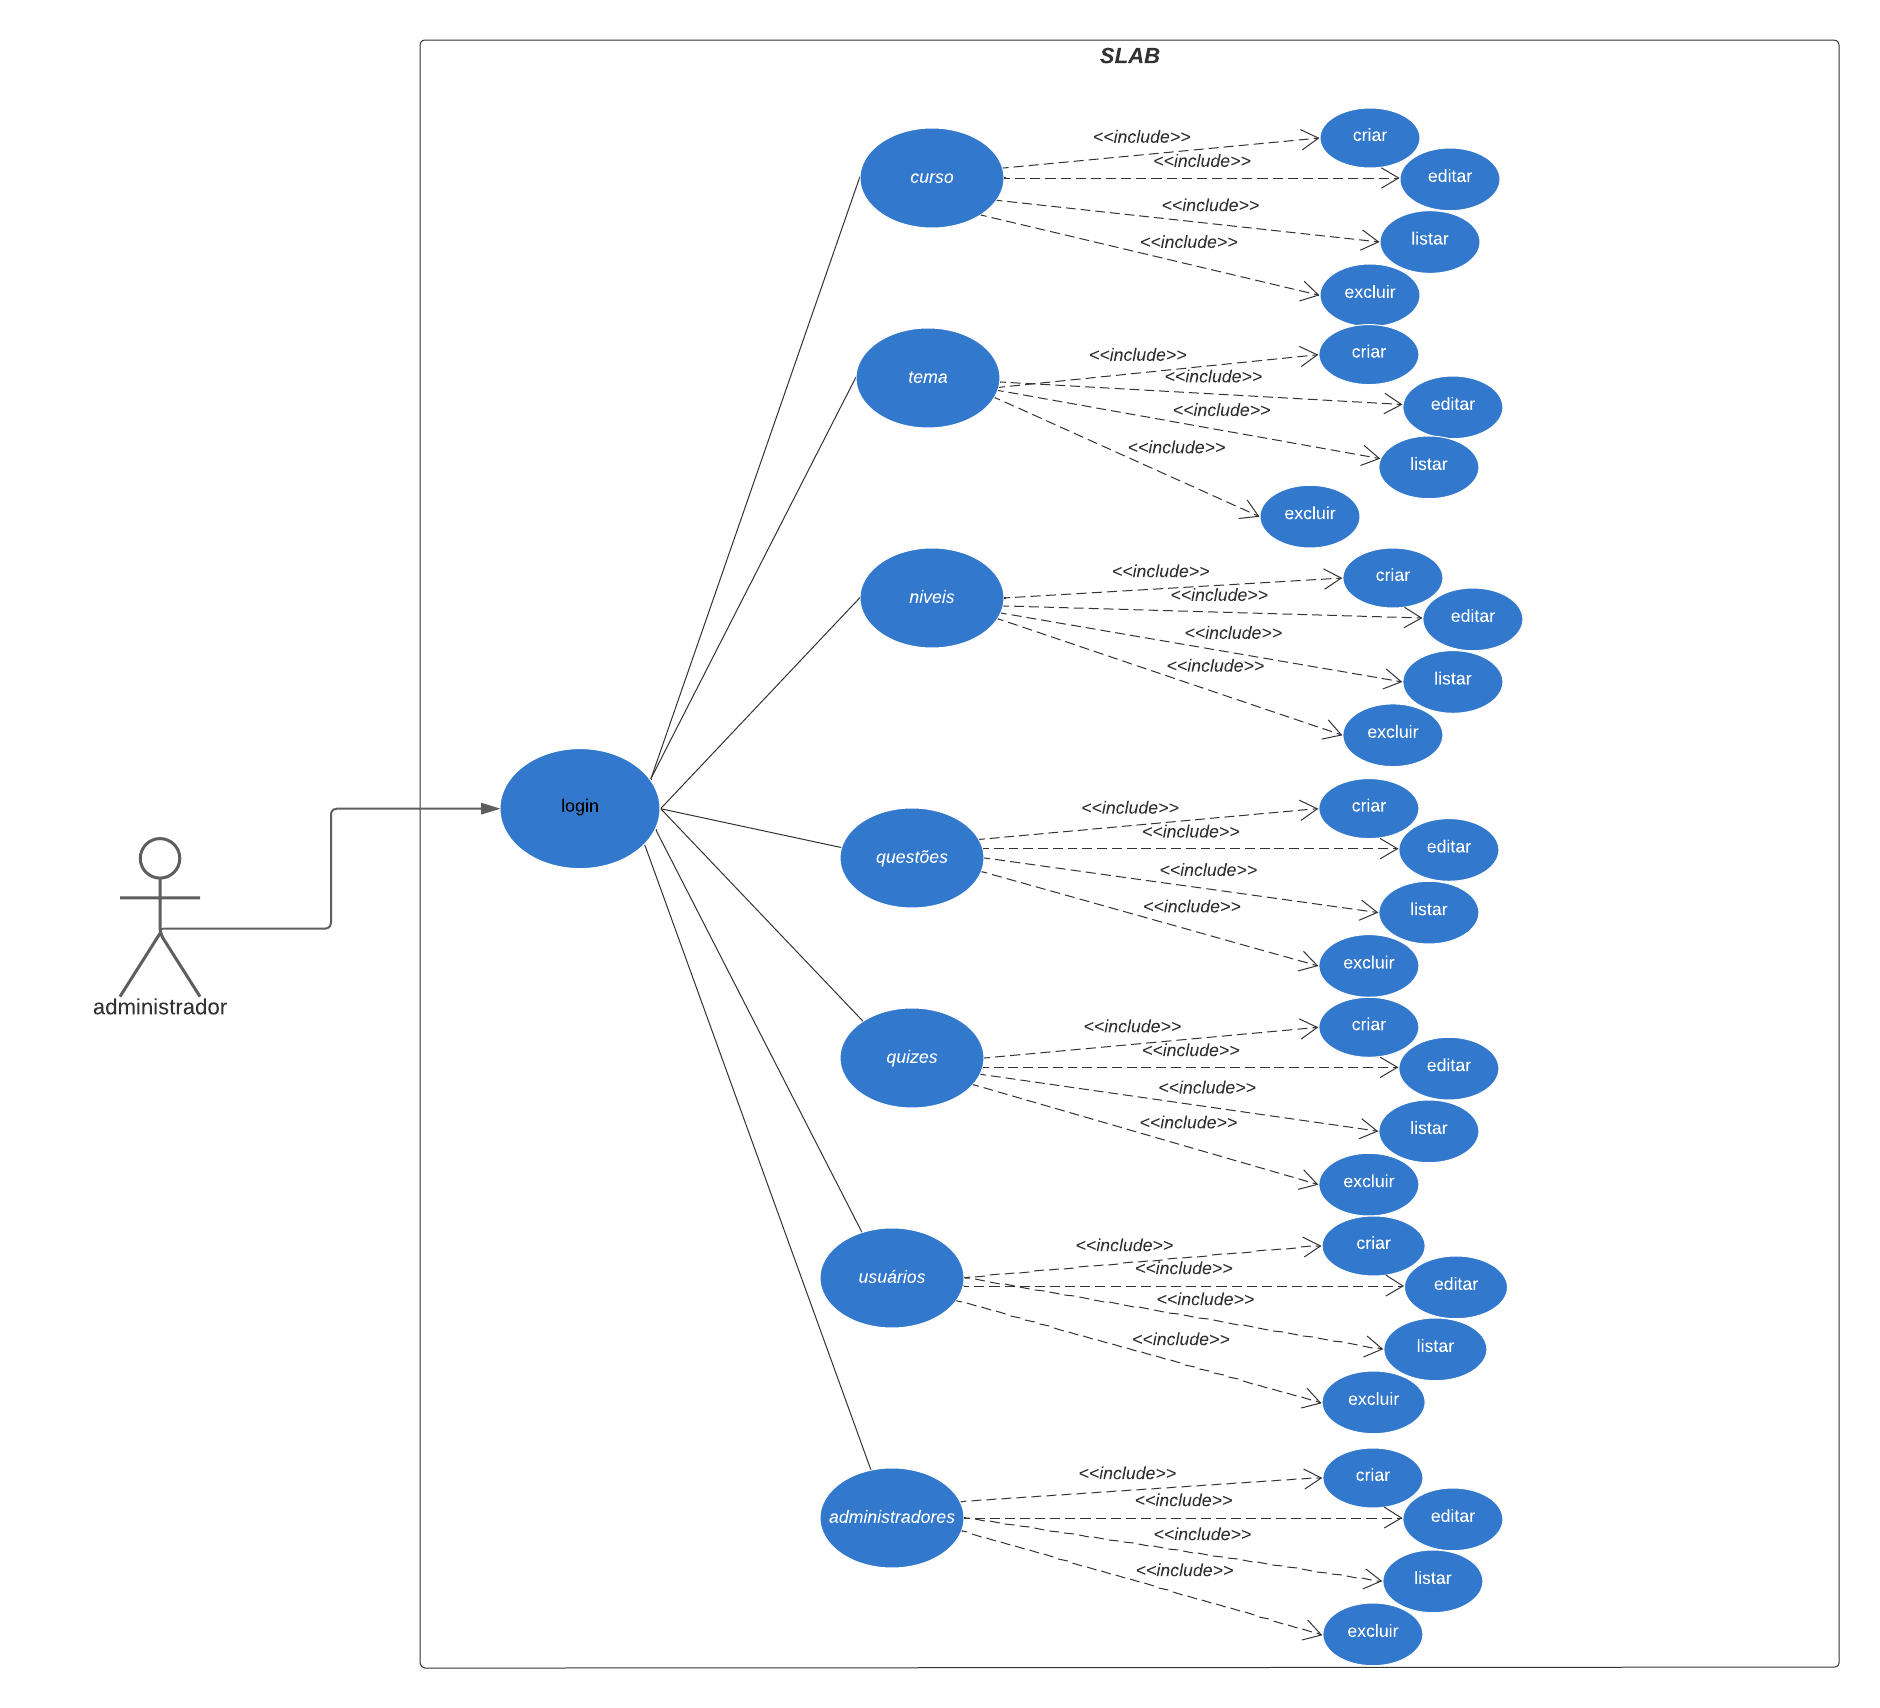 SLAB
administrador
login
curso
<<include>>
<<include>>
<<include>>
<<include>>
criar
editar
listar
excluir
tema
<<include>>
<<include>>
<<include>>
<<include>>
criar
editar
listar
excluir
niveis
<<include>>
<<include>>
<<include>>
<<include>>
criar
editar
listar
excluir
questões
<<include>>
<<include>>
<<include>>
<<include>>
criar
editar
listar
excluir
quizes
<<include>>
<<include>>
<<include>>
<<include>>
criar
editar
listar
excluir
usuários
<<include>>
<<include>>
<<include>>
<<include>>
criar
editar
listar
excluir
administradores
<<include>>
<<include>>
<<include>>
<<include>>
criar
editar
listar
excluir